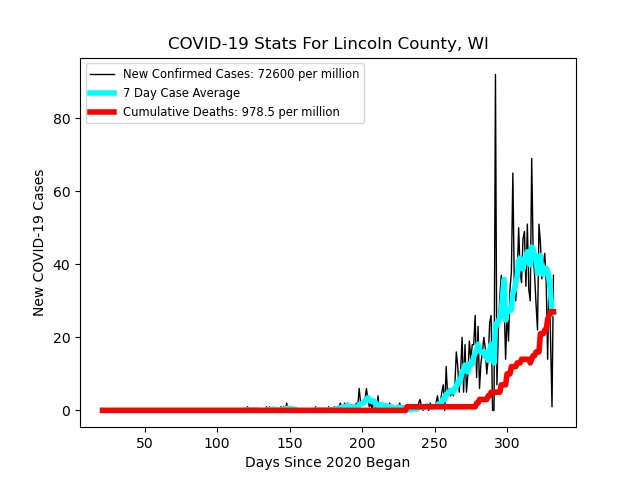 COVID-19 Stats For Lincoln County, WI
New Confirmed Cases: 72600 per million
7 Day Case Average
Cumulative Deaths: 978.5 per million
New COVID-19 Cases
80
60
40
20
0
50
100
150
200
250
300
Days Since 2020 Began